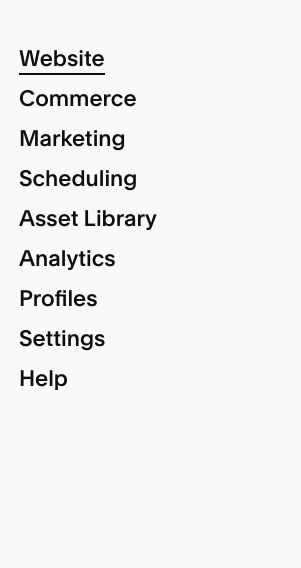 Website
Commerce
Marketing
Scheduling
Asset Library
Analytics
Profiles
Settings
Help